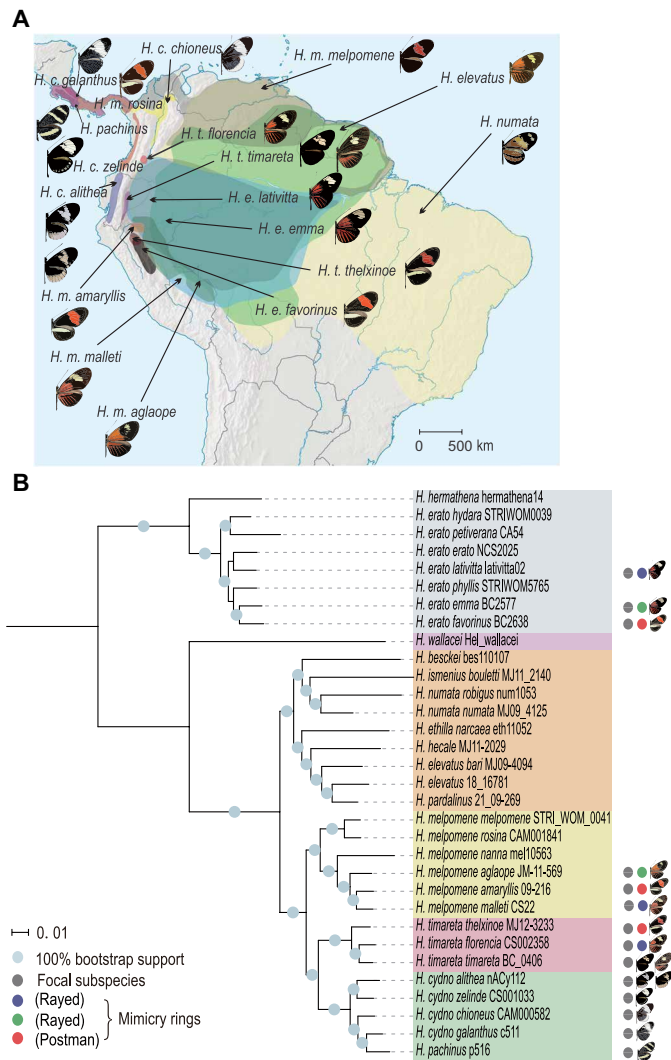 A
H. c. chioneus
H. m. melpomene
H. c. galanthus
H. m. rosina
H. elevatus
H. pachinus
H. t. florencia
H. numata
H. c. zelinde
H. t. timareta
H. c. alithea
H. e. lativitta
H. e. emma
H. t. thelxinoe
H. m. amaryllis
H. e. favorinus
H. m. malleti
H. m. aglaope
0 500 km
B
H. hermathena hermathena14
H. erato hydara STRIWOM0039
H. erato petiverana CA54
H. erato erato NCS2025
H. erato lativitta lativitta02
H. erato phyllis STRIWOM5765
H. erato emma BC2577
H. erato favorinus BC2638
H. wallacei Hel_wallacei
H. besckei bes110107
H. ismenius bouletti MJ11_2140
H. numata robigus num1053
H. numata numata MJ09_4125
H. ethilla narcaea eth11052
H. hecale MJ11-2029
H. elevatus bari MJ09-4094
H. elevatus 18_16781
H. pardalinus 21_09-269
H. melpomene melpomene STRI_WOM_0041
H. melpomene rosina CAM001841
H. melpomene nanna mel10563
H. melpomene aglaope JM-11-569
H. melpomene amaryllis 09-216
H. melpomene malleti CS22
H. timareta thelxinoe MJ12-3233
H. timareta florencia CS002358
H. timareta timareta BC_0406
H. cydno alithea nACy112
H. cydno zelinde CS001033
H. cydno chioneus CAM000582
H. cydno galanthus c511
H. pachinus p516
0. 01
100% bootstrap support
Focal subspecies
(Rayed)
(Rayed) Mimicry rings
(Postman)